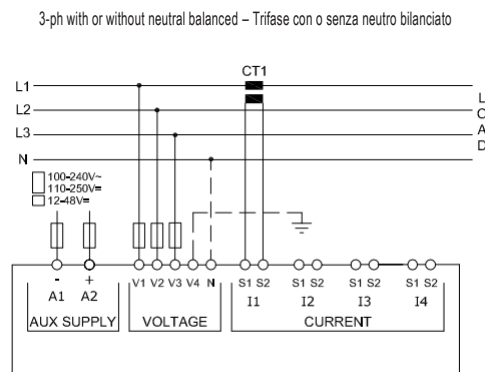 3-ph with or without neutral balanced – Trifase con o senza neutro bilanciato
CT1
L1
L2
L3
N
L
O
A
D
100-240V~
110-250V=
12-48V=
- +
A1 A2
V1 V2 V3 V4 N
S1 S2 S1 S2 S1 S2 S1 S2
I1 I2 I3 I4
AUX SUPPLY VOLTAGE CURRENT